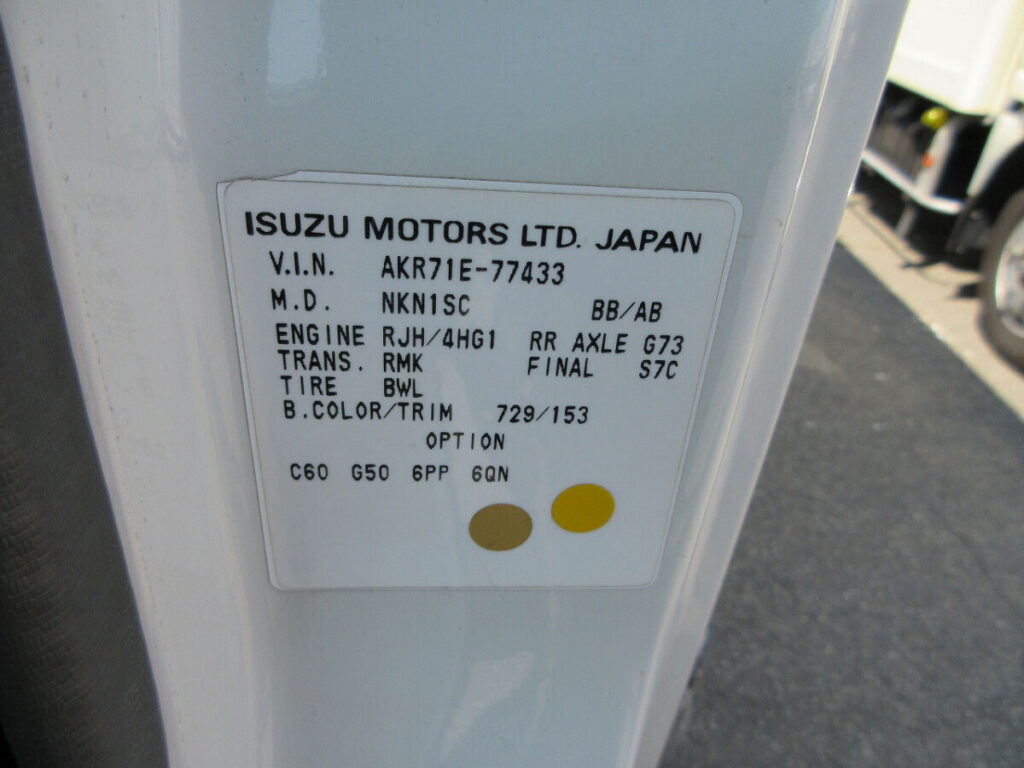 ISUZU MOTORS LTD. JAPAN
V.I.N. AKR71E-77433
M.D. NKN1SC BB/AB
ENGINE RJH/4HG1 RR AXLE G73
TRANS. RMK FINAL S7C
TIRE BWL
B.COLOR/TRIM 729/153
OPTION
C60 G50 6PP 6QN